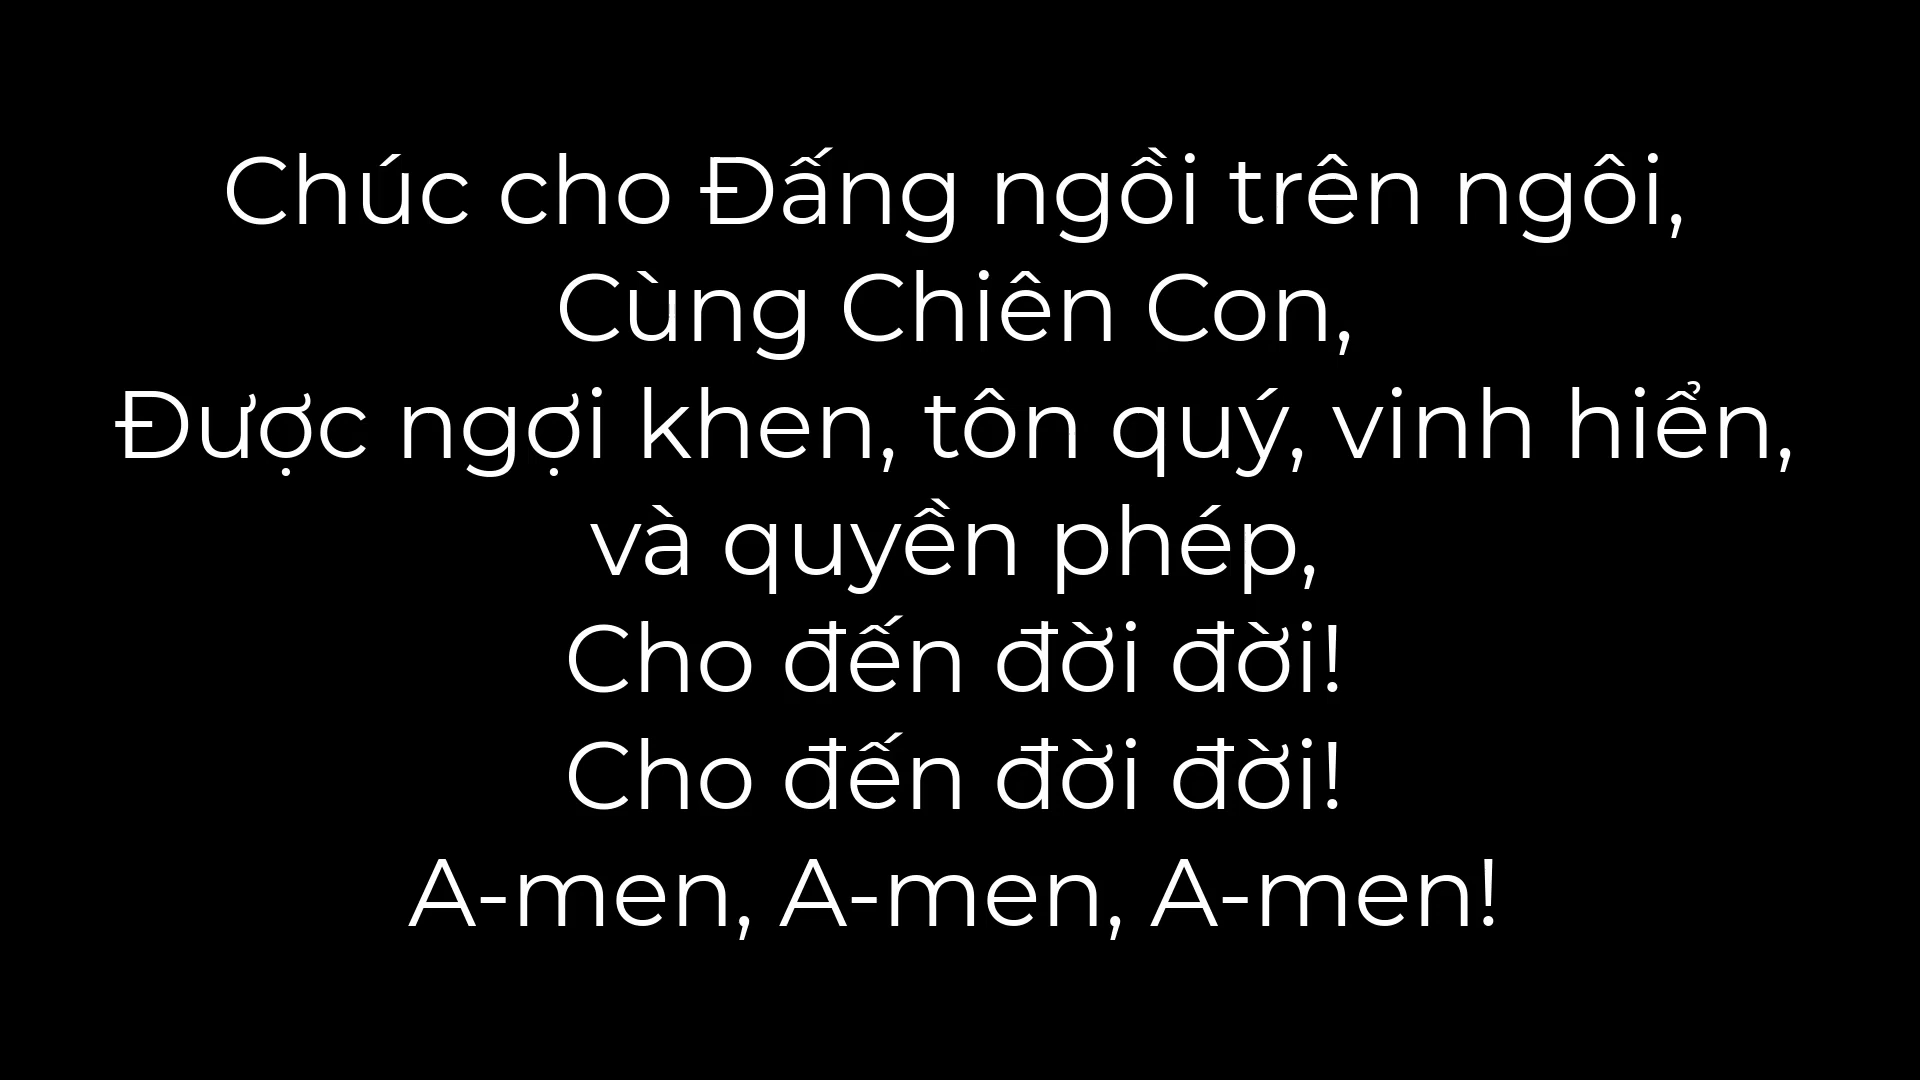 Chúc cho Đấng ngồi trên ngôi,
Cùng Chiên Con,
Được ngợi khen, tôn quý, vinh hiển,
và quyền phép,
Cho đến đời đời!
Cho đến đời đời!
A-men, A-men, A-men!